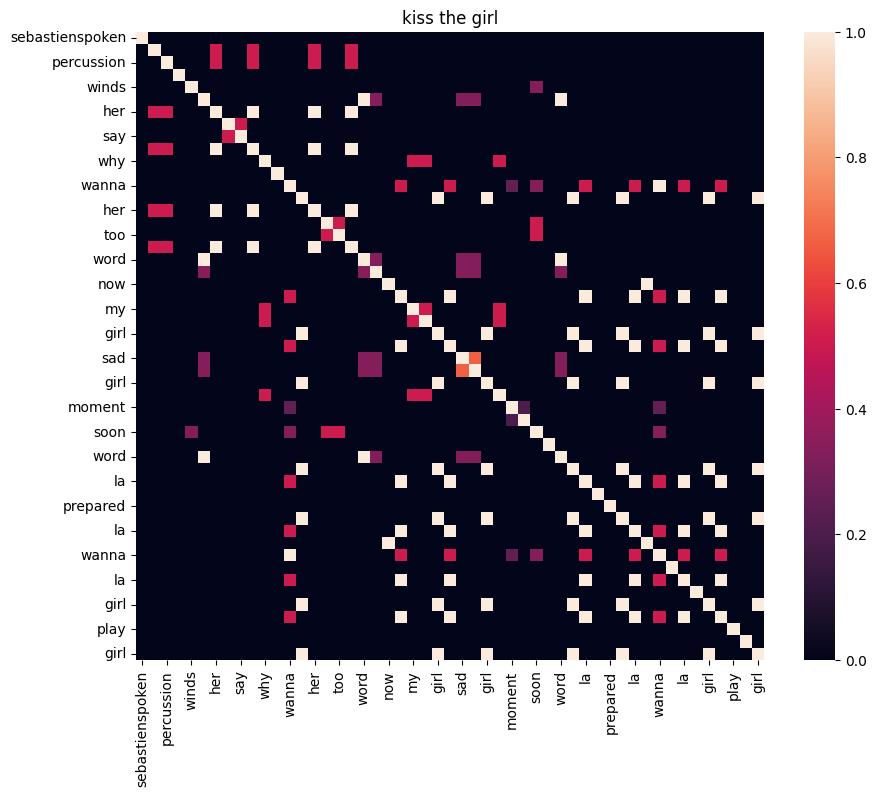 kiss the girl
sebastienspoken
percussion
winds
her
say
why
wanna
her
too
word
now
my
girl
sad
girl
moment
soon
word
la
prepared
la
wanna
la
girl
play
girl
1.0
0.8
0.6
0.4
0.2
0.0
sebastienspoken
percussion
winds
her
say
why
wanna
her
too
word
now
my
girl
sad
girl
moment
soon
word
la
prepared
la
wanna
la
girl
play
girl